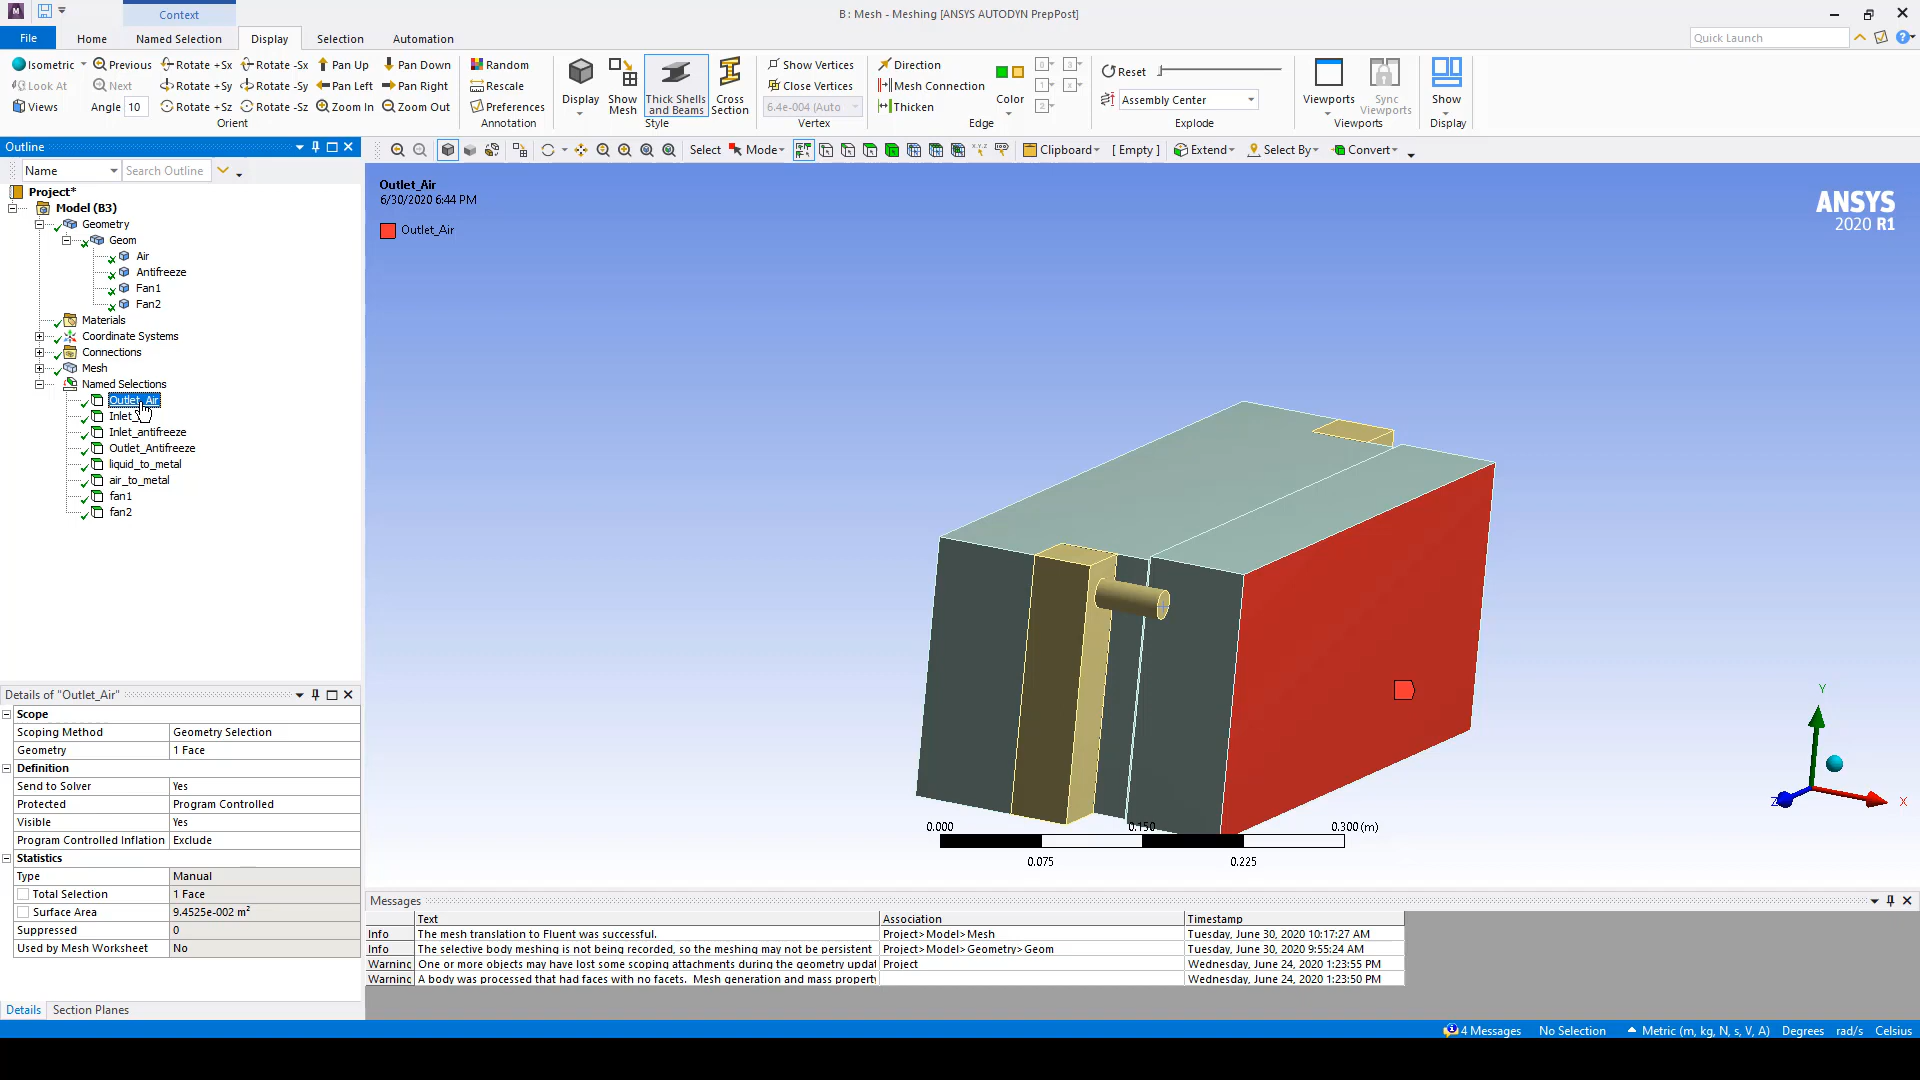 Context
B : Mesh - Meshing [ANSYS AUTODYN PrepPost]
File Home Named Selection Display Selection Automation
Quick Launch
Isometric Previous Rotate +Sx Rotate -Sx Pan Up Pan Down
Look At Next Rotate +Sy Rotate -Sy Pan Left Pan Right
Views Angle 10 Rotate +Sz Rotate -Sz Zoom In Zoom Out
Orient
Random
Rescale
Preferences
Annotation
Display
Show Mesh
Thick Shells and Beams
Cross Section
Style
Show Vertices
Close Vertices
6.4e-004 (Auto
Vertex
Direction
Mesh Connection
Thicken
Color
Edge
Reset
Assembly Center
Explode
Viewports
Sync Viewports
Viewports
Show
Display
Outline
Select Mode Clipboard [ Empty ] Extend Select By Convert
Name Search Outline
Project*
Model (B3)
Geometry
Geom
Air
Antifreeze
Fan1
Fan2
Materials
Coordinate Systems
Connections
Mesh
Named Selections
Outlet_Air
Inlet_
Inlet_antifreeze
Outlet_Antifreeze
liquid_to_metal
air_to_metal
fan1
fan2
Outlet_Air
6/30/2020 6:44 PM
Outlet_Air
ANSYS
2020 R1
0.000 0.150 0.300 (m)
0.075 0.225
Y
Z
X
Details of "Outlet_Air"
Scope
Scoping Method Geometry Selection
Geometry 1 Face
Definition
Send to Solver Yes
Protected Program Controlled
Visible Yes
Program Controlled Inflation Exclude
Statistics
Type Manual
Total Selection 1 Face
Surface Area 9.4525e-002 m²
Suppressed 0
Used by Mesh Worksheet No
Details Section Planes
Messages
Text Association Timestamp
Info The mesh translation to Fluent was successful. Project>Model>Mesh Tuesday, June 30, 2020 10:17:27 AM
Info The selective body meshing is not being recorded, so the meshing may not be persistent Project>Model>Geometry>Geom Tuesday, June 30, 2020 9:55:24 AM
Warning One or more objects may have lost some scoping attachments during the geometry updat Project Wednesday, June 24, 2020 1:23:55 PM
Warning A body was processed that had faces with no facets. Mesh generation and mass propert Wednesday, June 24, 2020 1:23:50 PM
4 Messages No Selection Metric (m, kg, N, s, V, A) Degrees rad/s Celsius